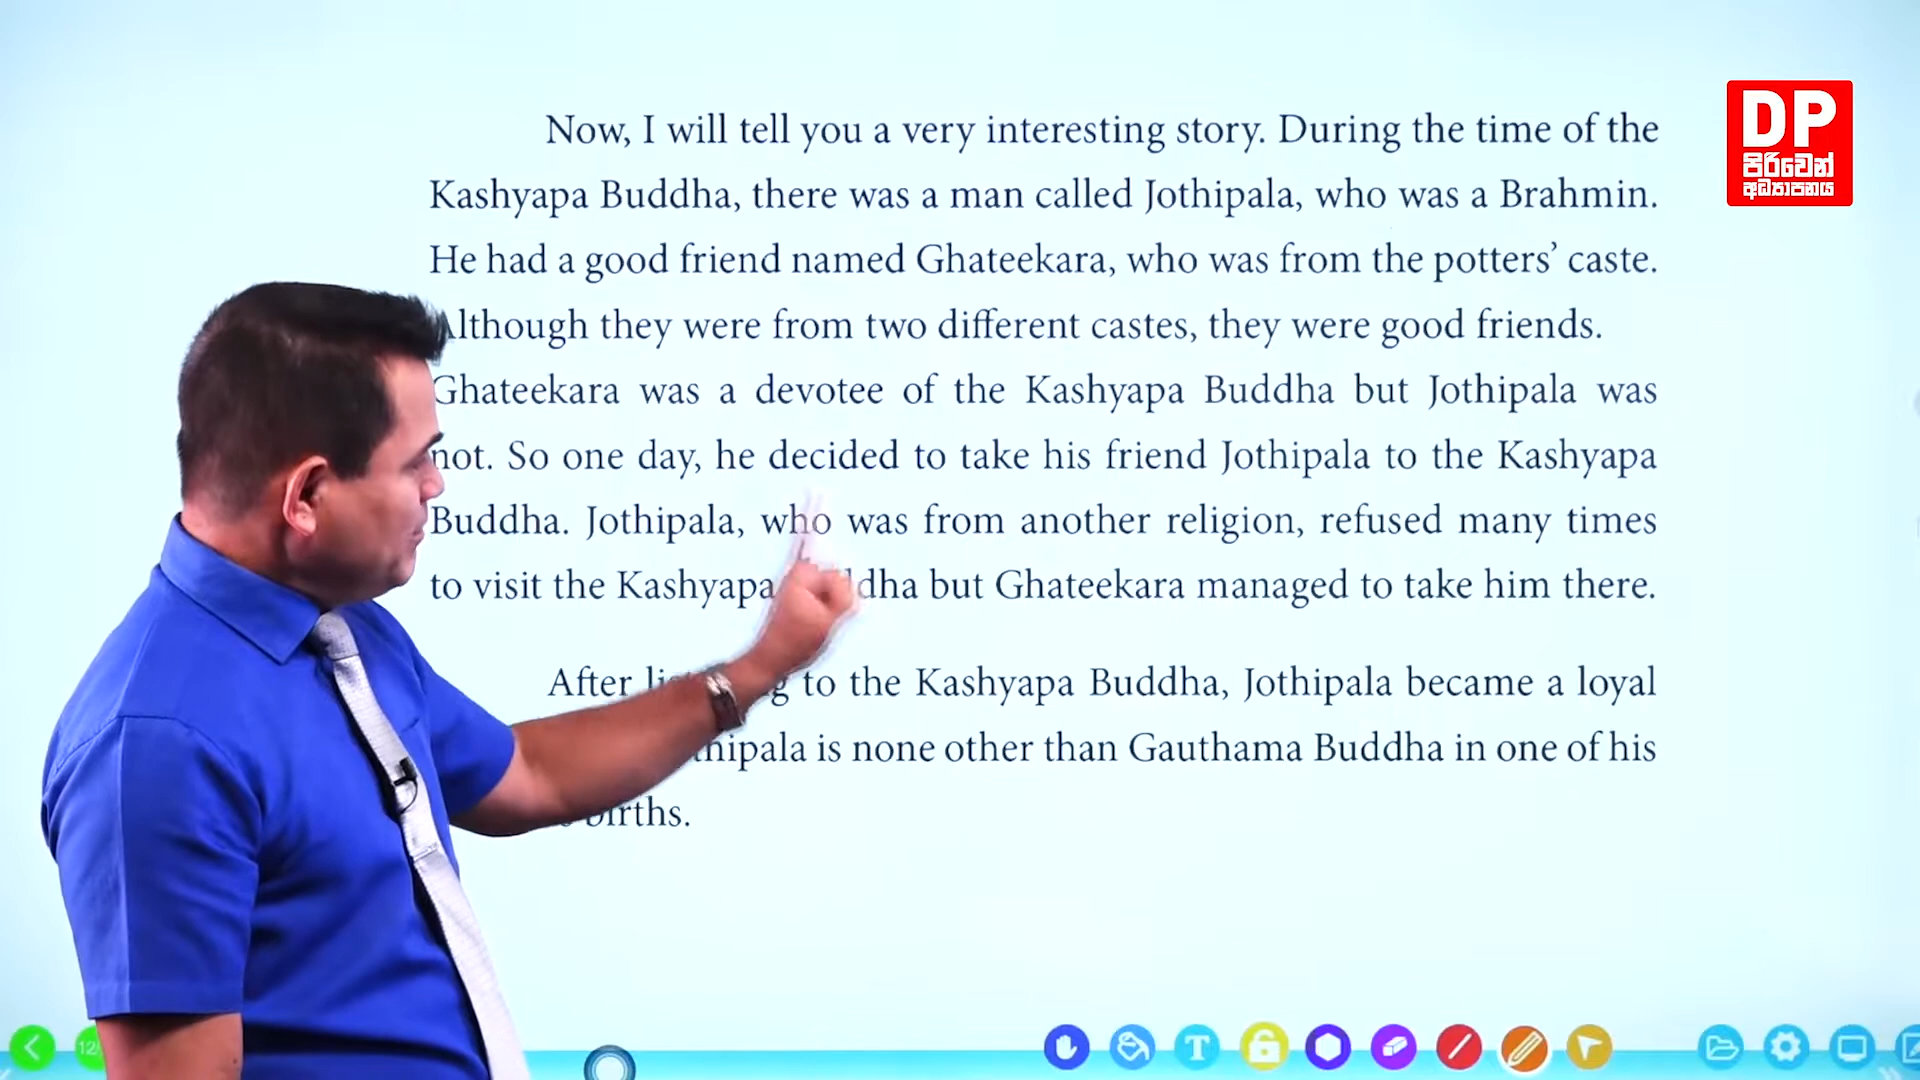 Now, I will tell you a very interesting story. During the time of the
Kashyapa Buddha, there was a man called Jothipala, who was a Brahmin.
He had a good friend named Ghateekara, who was from the potters’ caste.
Although they were from two different castes, they were good friends.
Ghateekara was a devotee of the Kashyapa Buddha but Jothipala was
not. So one day, he decided to take his friend Jothipala to the Kashyapa
Buddha. Jothipala, who was from another religion, refused many times
to visit the Kashyapa Buddha but Ghateekara managed to take him there.
After to the Kashyapa Buddha, Jothipala became a loyal
is none other than Gauthama Buddha in one of his
births.
DP
පිරිවෙන්
අධ්‍යාපනය
12
T